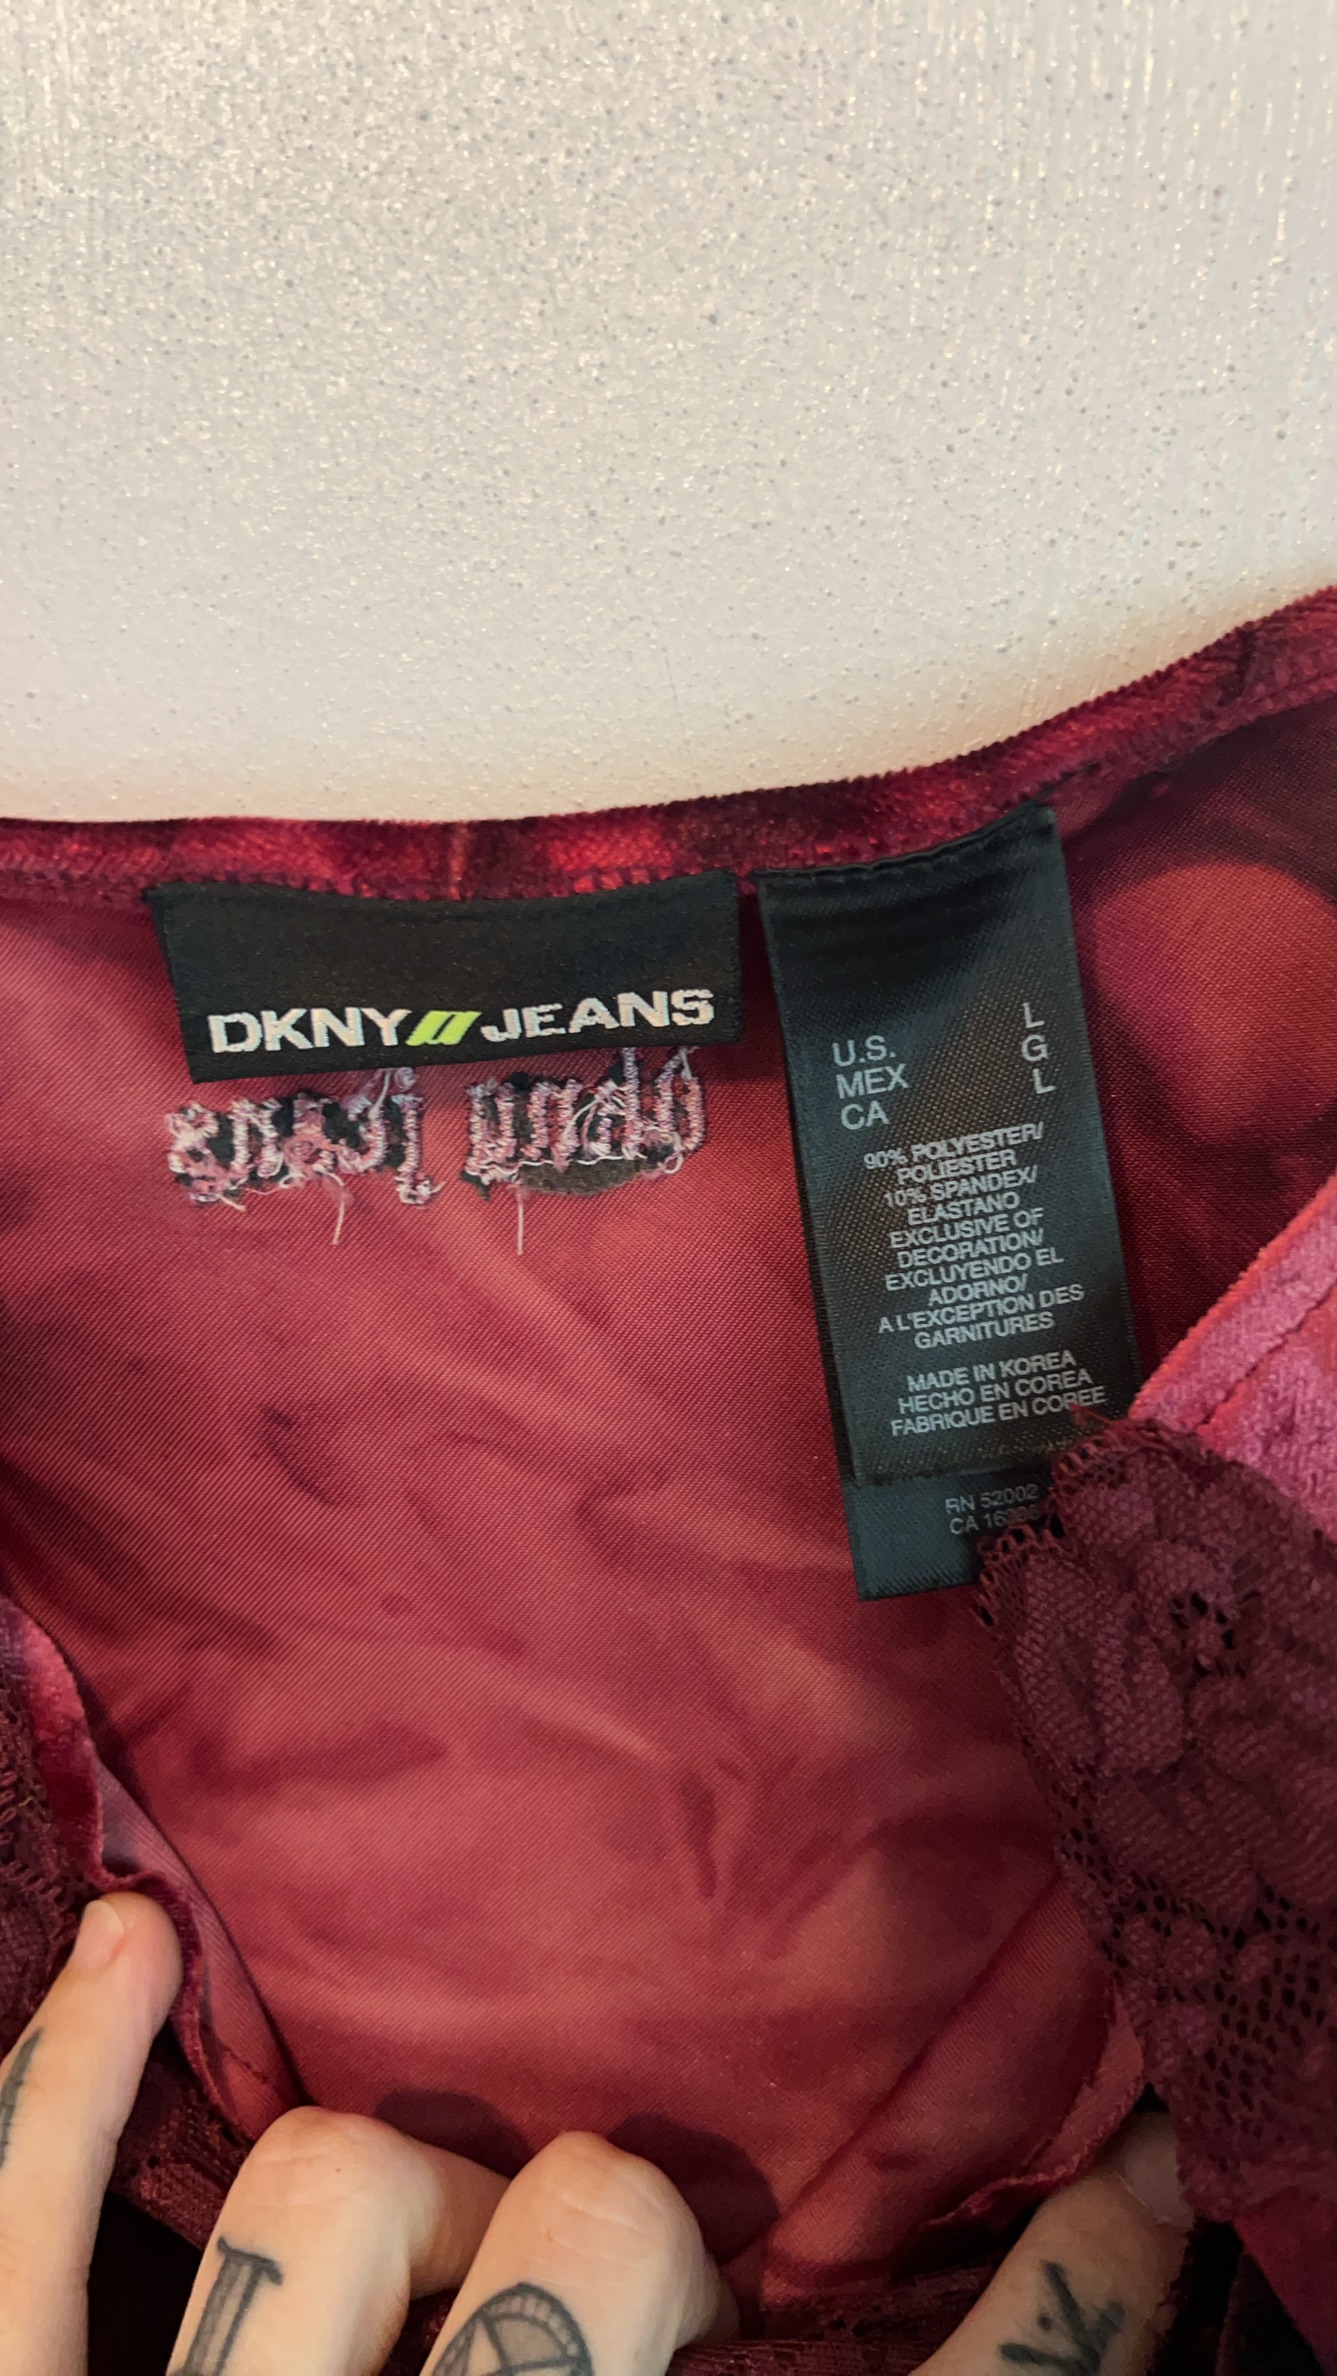 DKNY JEANS
U.S. L
MEX G
CA L
90% POLYESTER/
POLIESTER
10% SPANDEX/
ELASTANO
EXCLUSIVE OF
DECORATION/
EXCLUYENDO EL
ADORNO/
A L'EXCEPTION DES
GARNITURES
MADE IN KOREA
HECHO EN COREA
FABRIQUE EN COREE
RN 52002
CA